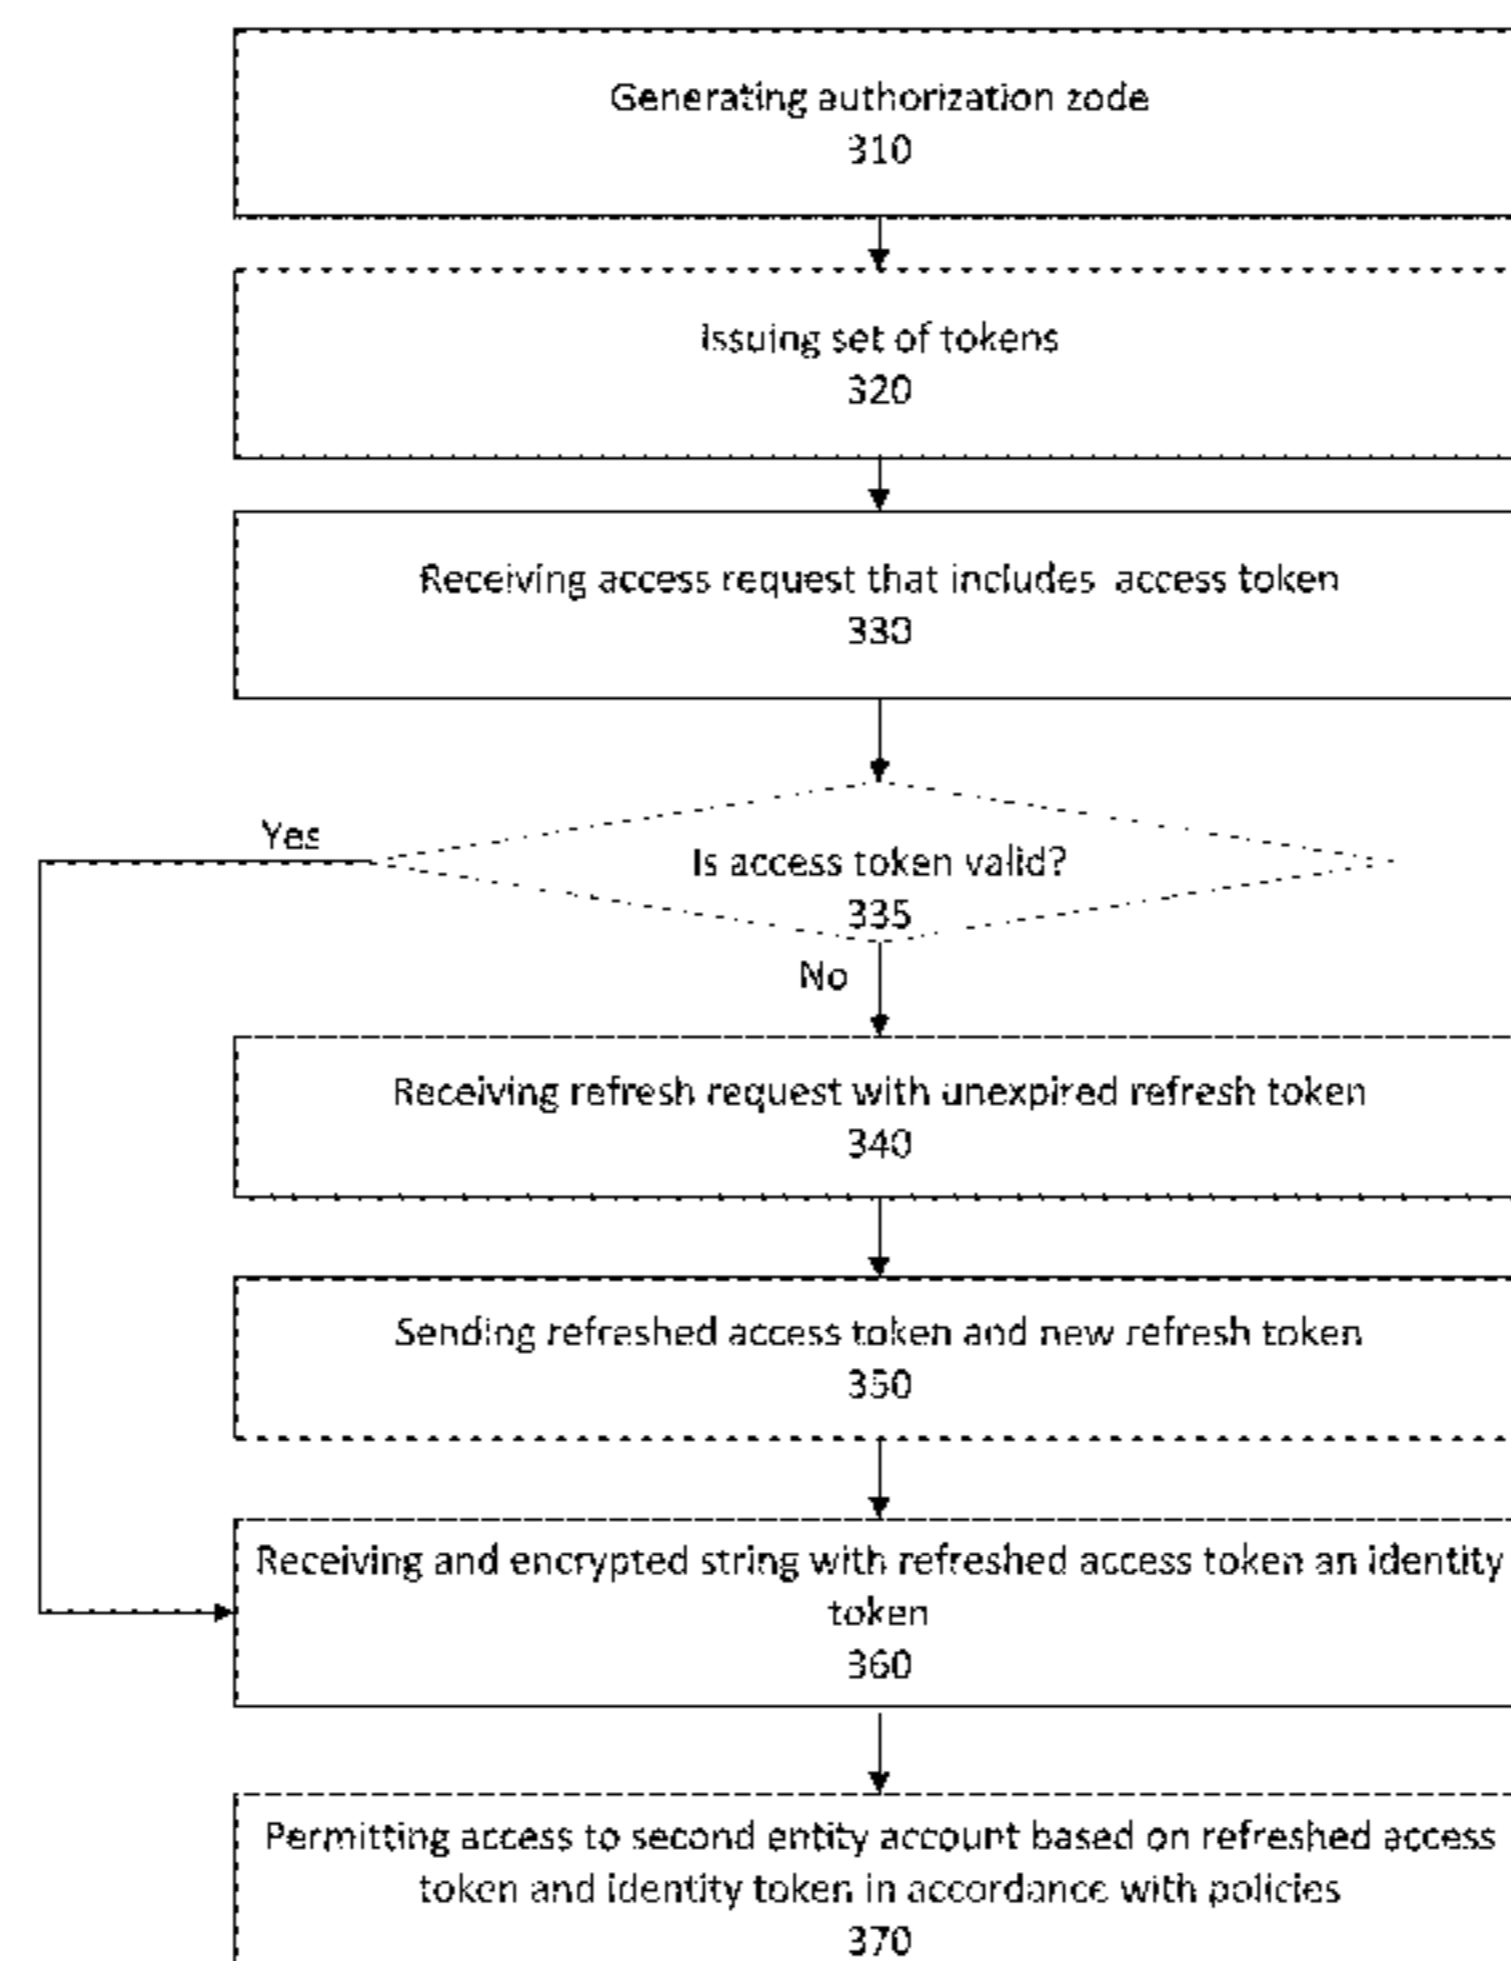 Generating authorization zode
310
Issuing set of tokens
320
Receiving access request that includes access token
330
Is access token valid?
335
Yes
No
Receiving refresh request with unexpired refresh token
340
Sending refreshed access token and new refresh token
350
Receiving and encrypted string with refreshed access token an identity
token
360
Permitting access to second entity account based on refreshed access
token and identity token in accordance with policies
370